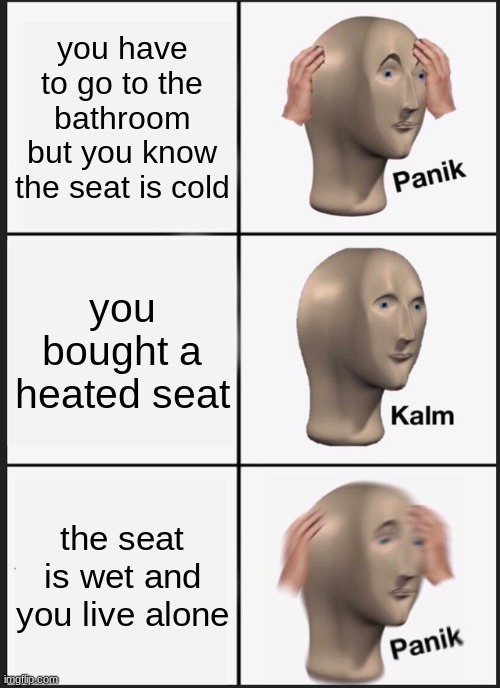 you have
to go to the
bathroom
but you know
the seat is cold
Panik
you
bought a
heated seat
Kalm
the seat
is wet and
you live alone
Panik
imgflip.com